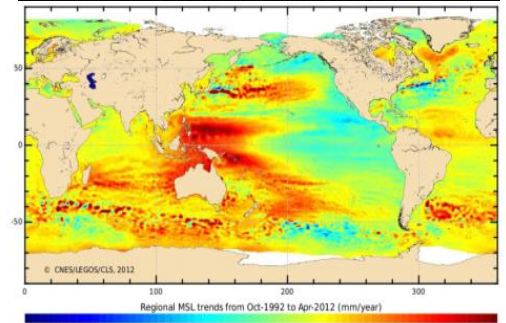 50
0
-50
© CNES/LEGOS/CLS, 2012
0 100 200 300
Regional MSL trends from Oct-1992 to Apr-2012 (mm/year)